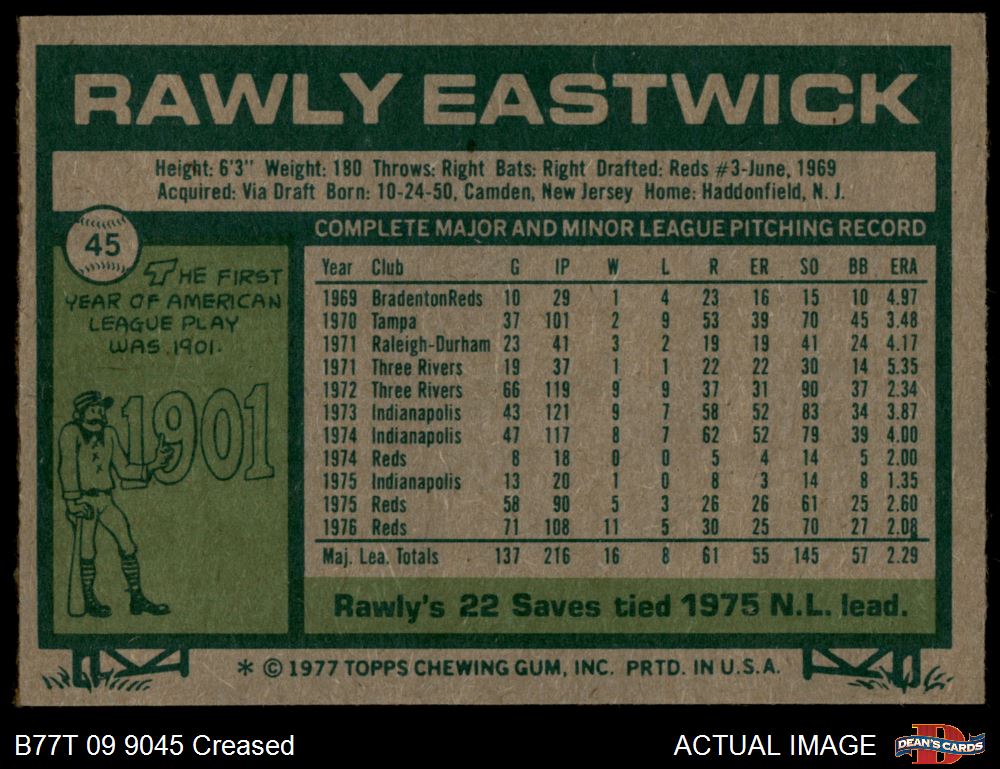 RAWLY EASTWICK
Height: 6'3" Weight: 180 Throws: Right Bats: Right Drafted: Reds #3-June, 1969
Acquired: Via Draft Born: 10-24-50, Camden, New Jersey Home: Haddonfield, N. J.
45
THE FIRST
YEAR OF AMERICAN
LEAGUE PLAY
WAS 1901.
1901
COMPLETE MAJOR AND MINOR LEAGUE PITCHING RECORD
Year Club G IP W L R ER SO BB ERA
1969 BradentonReds 10 29 1 4 23 16 15 10 4.97
1970 Tampa 37 101 2 9 53 39 70 45 3.48
1971 Raleigh-Durham 23 41 3 2 19 19 41 24 4.17
1971 Three Rivers 19 37 1 1 22 22 30 14 5.35
1972 Three Rivers 66 119 9 9 37 31 90 37 2.34
1973 Indianapolis 43 121 9 7 58 52 83 34 3.87
1974 Indianapolis 47 117 8 7 62 52 79 39 4.00
1974 Reds 8 18 0 0 5 4 14 5 2.00
1975 Indianapolis 13 20 1 0 8 3 14 8 1.35
1975 Reds 58 90 5 3 26 26 61 25 2.60
1976 Reds 71 108 11 5 30 25 70 27 2.08
Maj. Lea. Totals 137 216 16 8 61 55 145 57 2.29
Rawly's 22 Saves tied 1975 N.L. lead.
* © 1977 TOPPS CHEWING GUM, INC. PRTD. IN U.S.A.
B77T 09 9045 Creased
ACTUAL IMAGE
DEAN'S CARDS